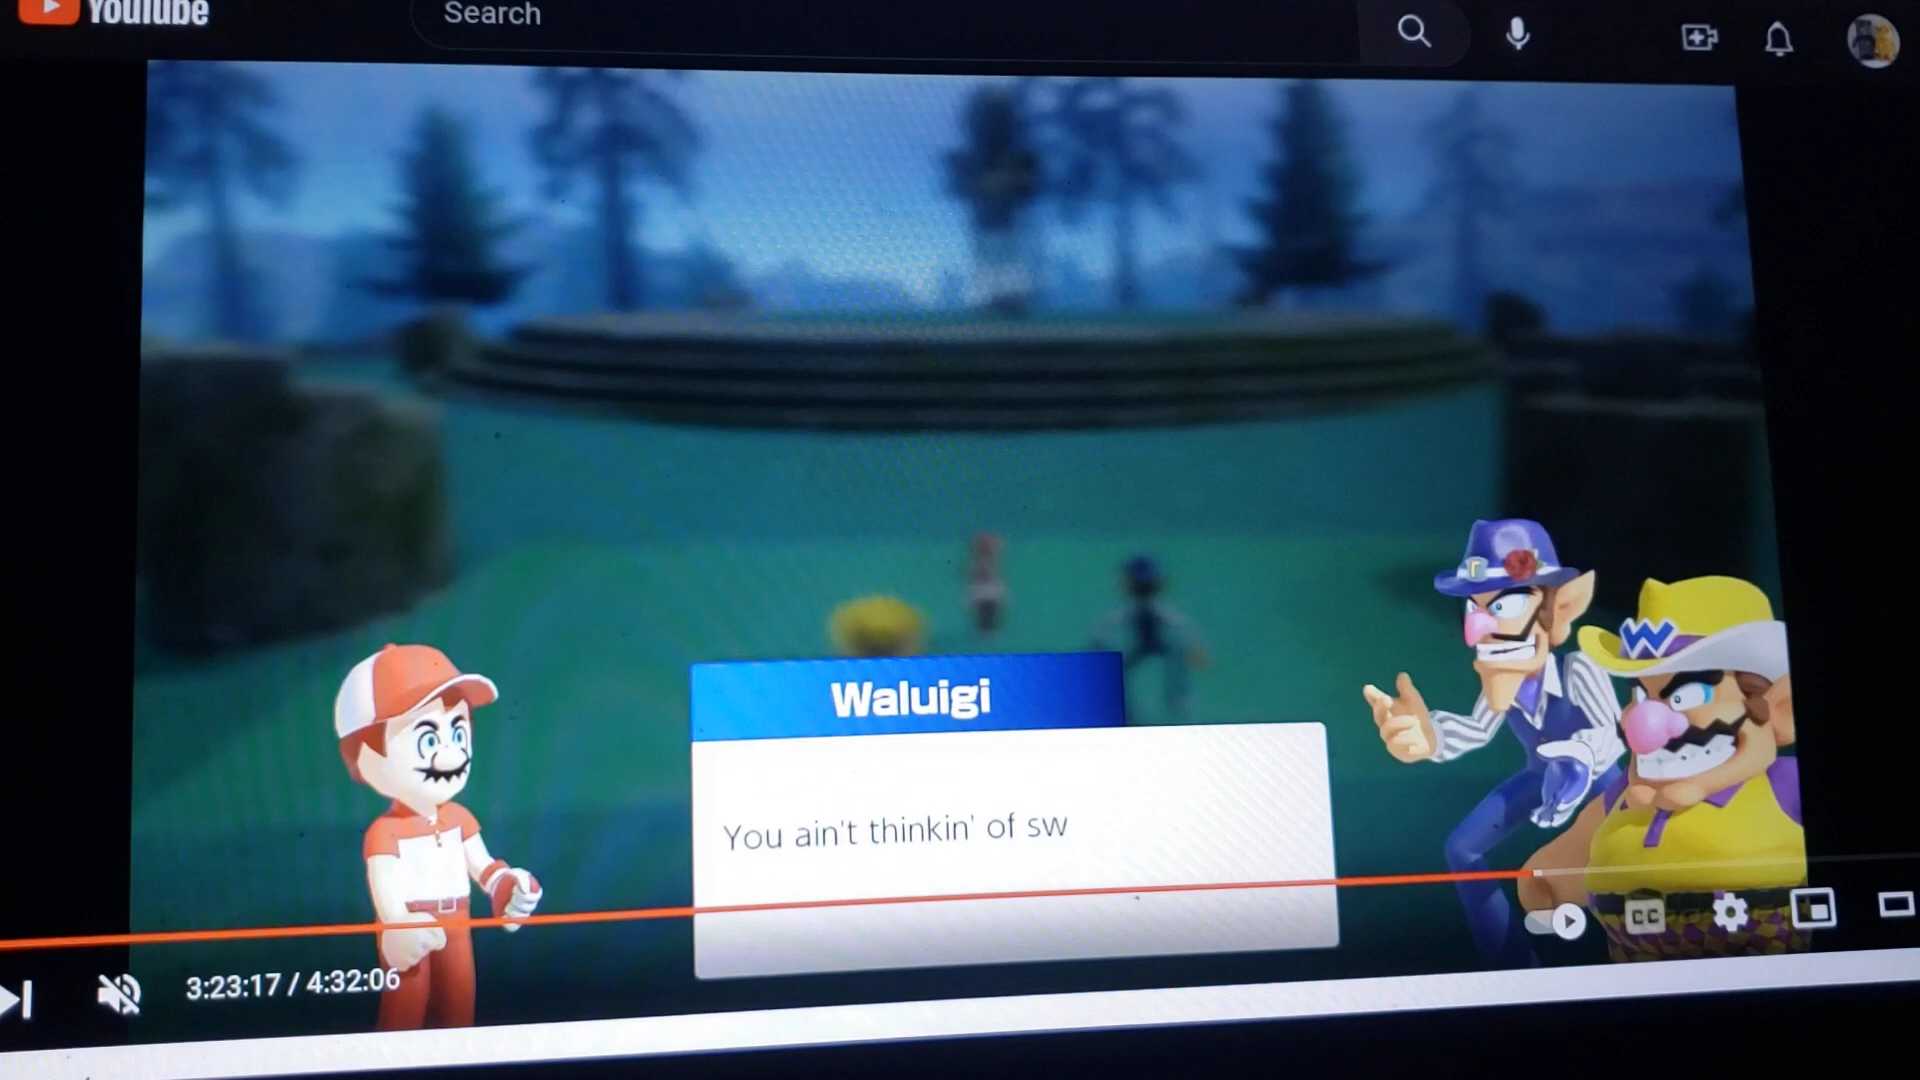 YouTube
Search
Waluigi
You ain't thinkin' of sw
W
CC
3:23:17 / 4:32:06